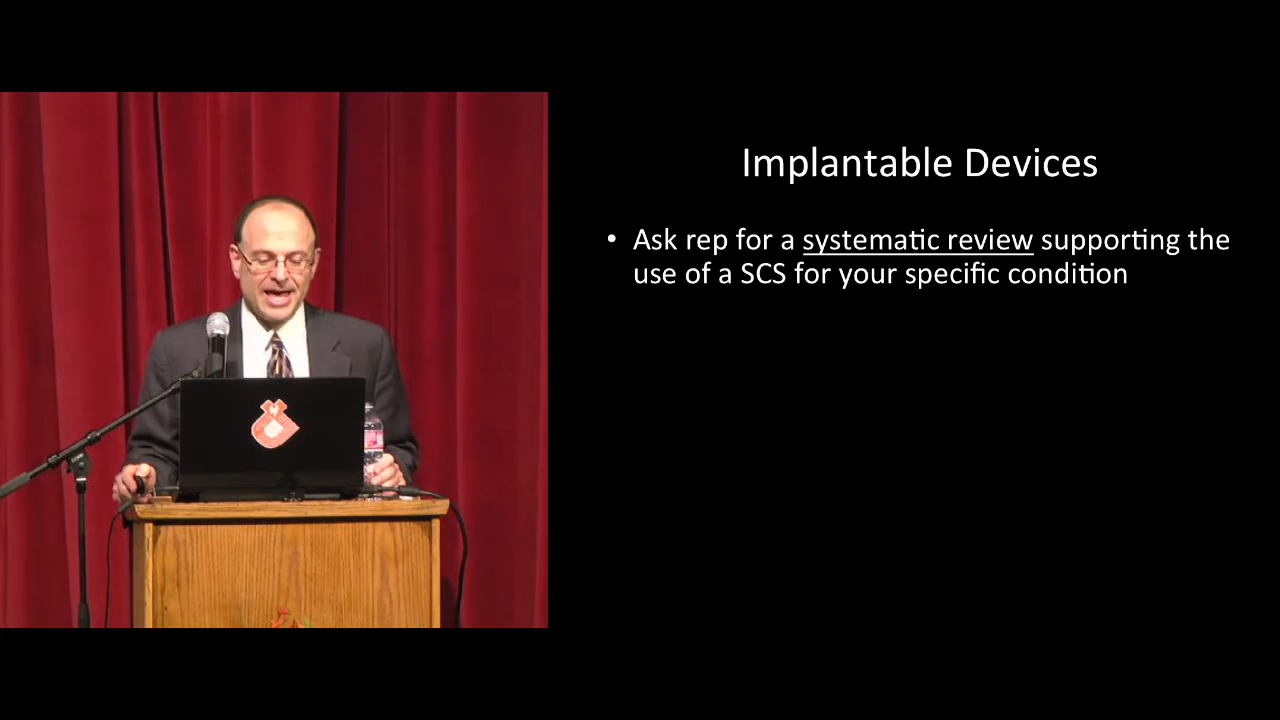 Implantable Devices
• Ask rep for a systematic review supporting the
use of a SCS for your specific condition